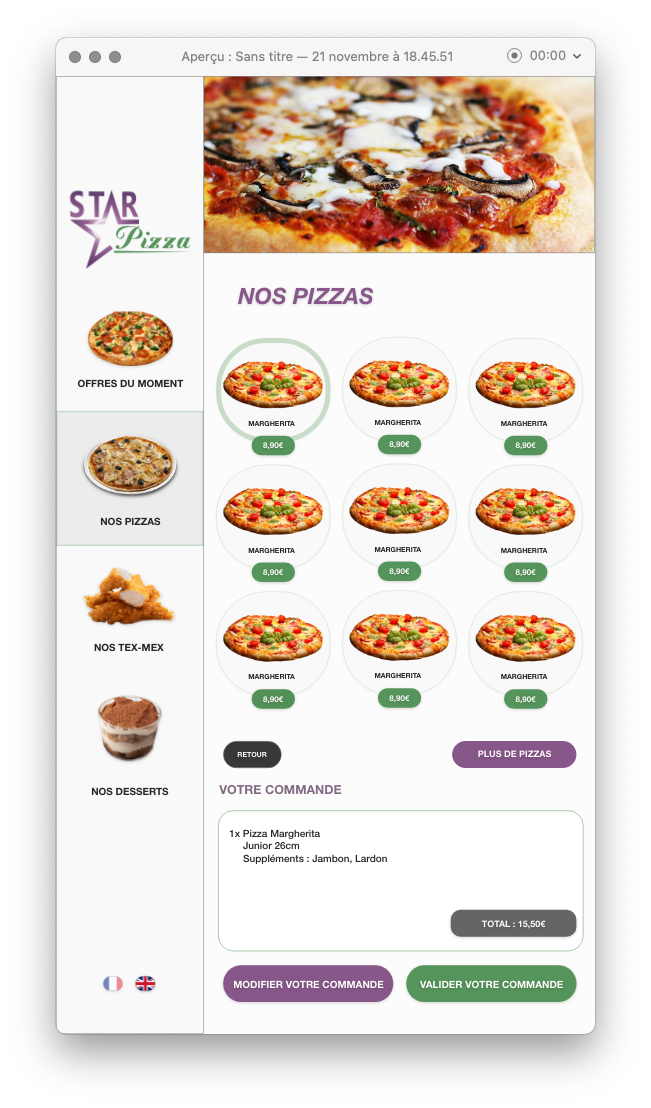 Aperçu : Sans titre — 21 novembre à 18.45.51
00:00
STAR
Pizza
OFFRES DU MOMENT
NOS PIZZAS
NOS TEX-MEX
NOS DESSERTS
NOS PIZZAS
MARGHERITA
8,90€
MARGHERITA
8,90€
MARGHERITA
8,90€
MARGHERITA
8,90€
MARGHERITA
8,90€
MARGHERITA
8,90€
MARGHERITA
8,90€
MARGHERITA
8,90€
MARGHERITA
8,90€
RETOUR
PLUS DE PIZZAS
VOTRE COMMANDE
1x Pizza Margherita
Junior 26cm
Suppléments : Jambon, Lardon
TOTAL : 15,50€
MODIFIER VOTRE COMMANDE
VALIDER VOTRE COMMANDE